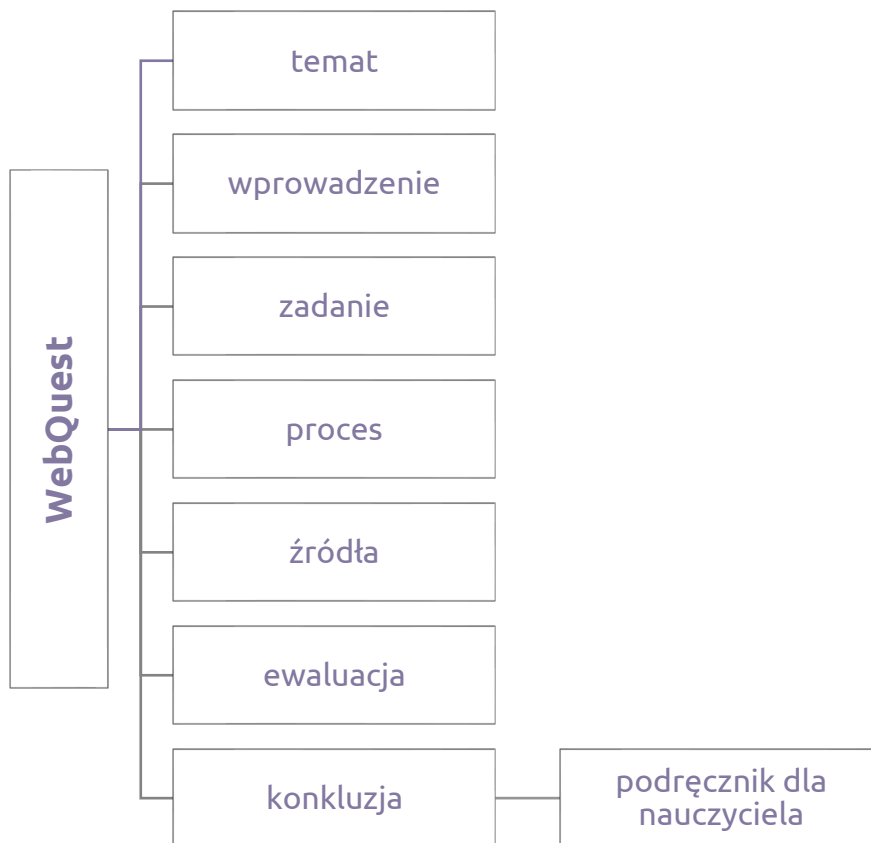 WebQuest
temat
wprowadzenie
zadanie
proces
źródła
ewaluacja
konkluzja
podręcznik dla
nauczyciela